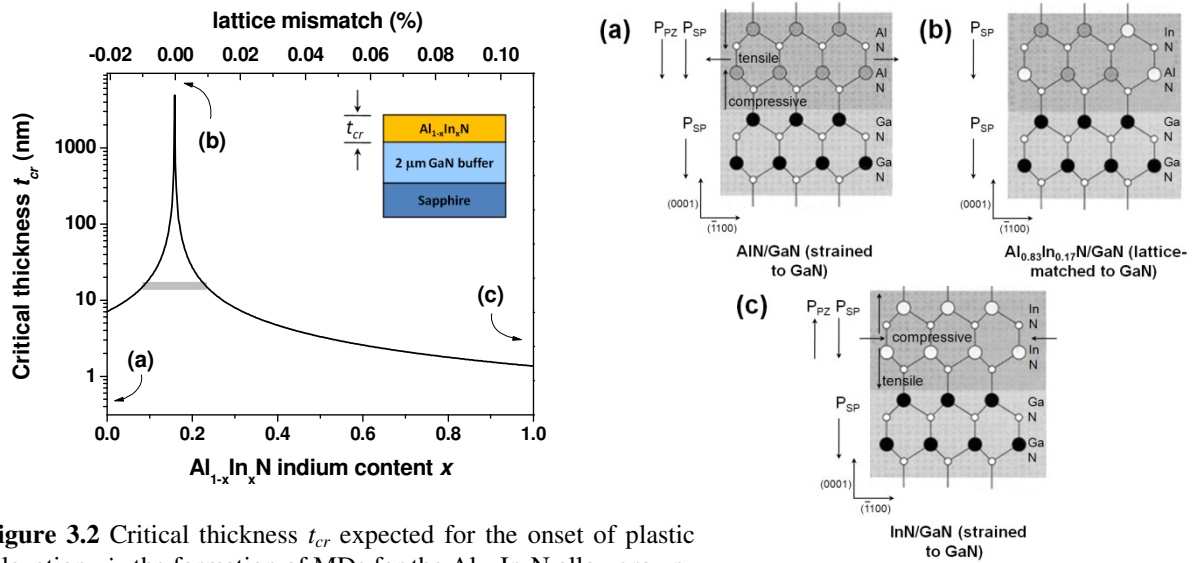 lattice mismatch (%)
-0.02 0.00 0.02 0.04 0.06 0.08 0.10
Critical thickness t_cr (nm)
1000
100
10
1
(b)
(c)
(a)
t_cr
Al1-xInxN
2 μm GaN buffer
Sapphire
0.0 0.2 0.4 0.6 0.8 1.0
Al1-xInxN indium content x
Figure 3.2 Critical thickness tcr expected for the onset of plastic
(a)
P_PZ P_SP
tensile
compressive
P_SP
Al
N
Al
N
Ga
N
Ga
N
(0001)
(1̄100)
AlN/GaN (strained
to GaN)
(b)
P_SP
In
N
Al
N
Ga
N
Ga
N
(0001)
(1̄100)
Al0.83In0.17N/GaN (lattice-
matched to GaN)
(c)
P_PZ P_SP
compressive
tensile
P_SP
In
N
In
N
Ga
N
Ga
N
(0001)
(1̄100)
InN/GaN (strained
to GaN)